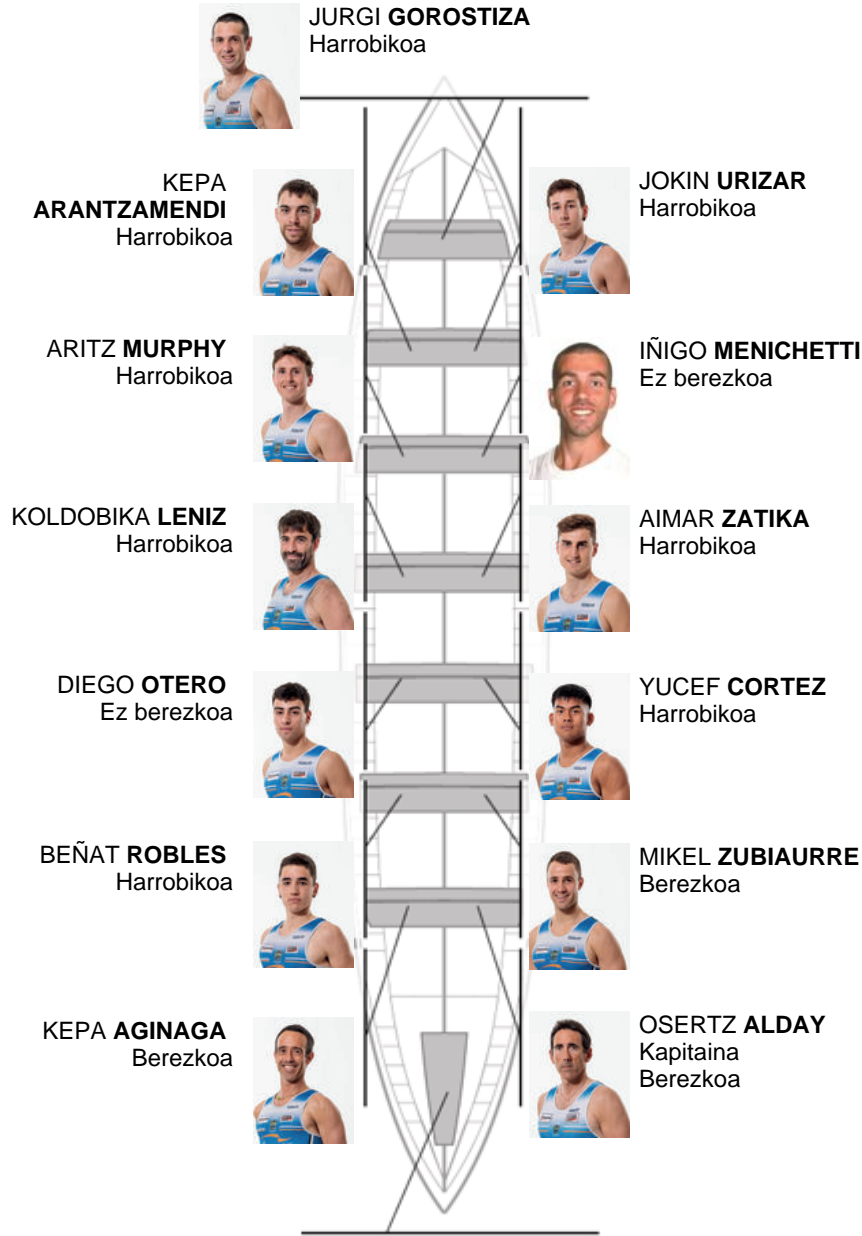 JURGI GOROSTIZA
Harrobikoa
KEPA
ARANTZAMENDI
Harrobikoa
JOKIN URIZAR
Harrobikoa
ARITZ MURPHY
Harrobikoa
IÑIGO MENICHETTI
Ez berezkoa
KOLDOBIKA LENIZ
Harrobikoa
AIMAR ZATIKA
Harrobikoa
DIEGO OTERO
Ez berezkoa
YUCEF CORTEZ
Harrobikoa
BEÑAT ROBLES
Harrobikoa
MIKEL ZUBIAURRE
Berezkoa
KEPA AGINAGA
Berezkoa
OSERTZ ALDAY
Kapitaina
Berezkoa